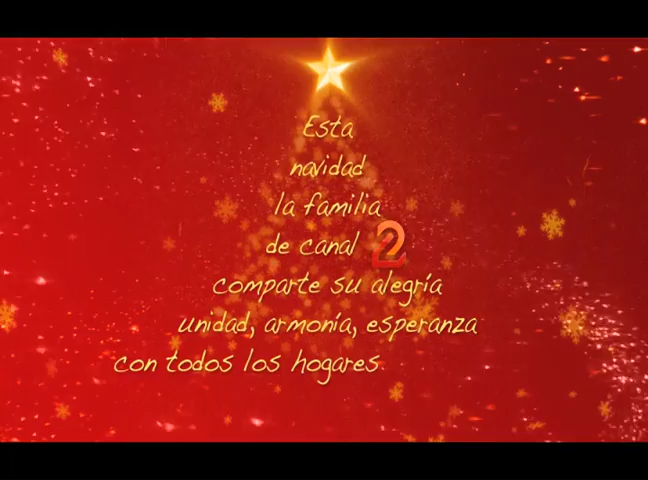 Esta
navidad
la familia
de canal 2
comparte su alegría
unidad, armonía, esperanza
con todos los hogares